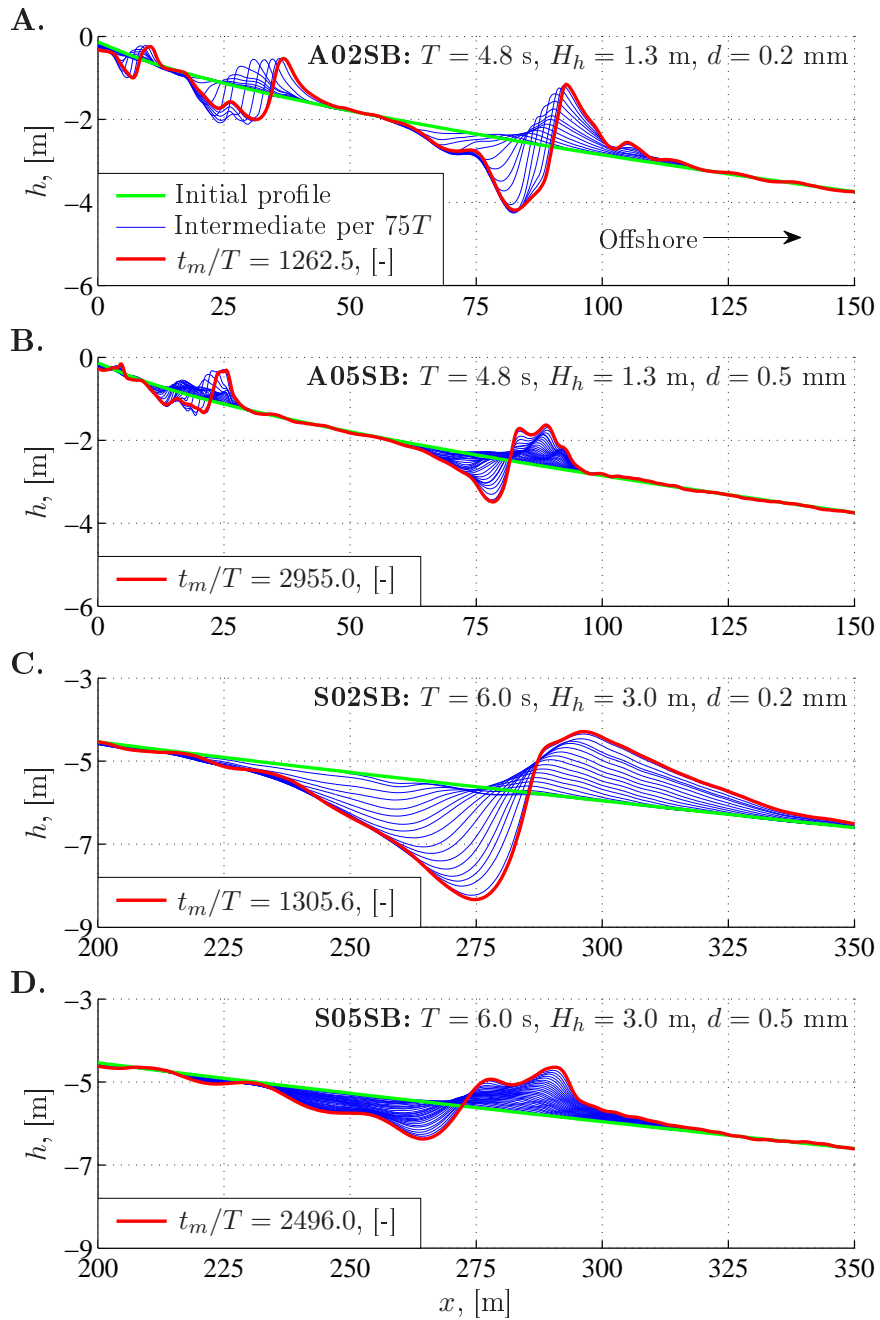 A.
A02SB: T = 4.8 s, H_h = 1.3 m, d = 0.2 mm
0
−2
−4
−6
h, [m]
Initial profile
Intermediate per 75T
t_m/T = 1262.5, [-]
Offshore
0 25 50 75 100 125 150
B.
A05SB: T = 4.8 s, H_h = 1.3 m, d = 0.5 mm
0
−2
−4
−6
h, [m]
t_m/T = 2955.0, [-]
0 25 50 75 100 125 150
C.
S02SB: T = 6.0 s, H_h = 3.0 m, d = 0.2 mm
−3
−5
−7
−9
h, [m]
t_m/T = 1305.6, [-]
200 225 250 275 300 325 350
D.
S05SB: T = 6.0 s, H_h = 3.0 m, d = 0.5 mm
−3
−5
−7
−9
h, [m]
t_m/T = 2496.0, [-]
200 225 250 275 300 325 350
x, [m]